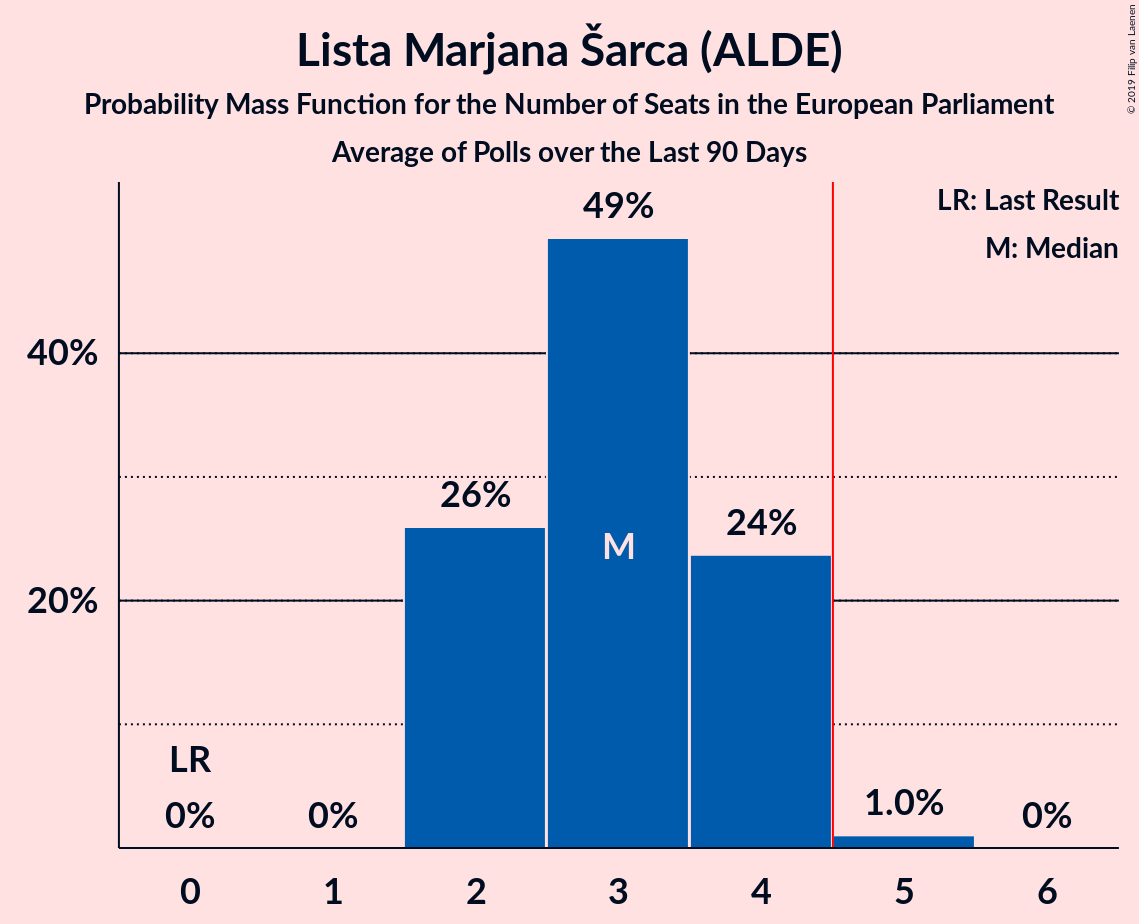 Lista Marjana Šarca (ALDE)
Probability Mass Function for the Number of Seats in the European Parliament
Average of Polls over the Last 90 Days
© 2019 Filip van Laenen
LR: Last Result
M: Median
49%
40%
26%
24%
M
20%
LR
0%
0%
1.0%
0%
0 1 2 3 4 5 6